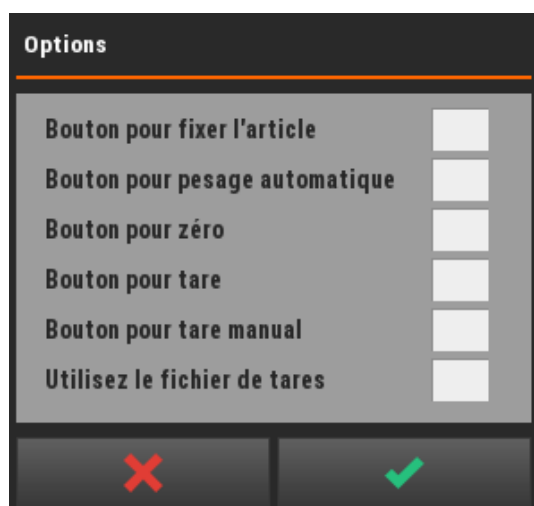 Options
Bouton pour fixer l'article
Bouton pour pesage automatique
Bouton pour zéro
Bouton pour tare
Bouton pour tare manual
Utilisez le fichier de tares